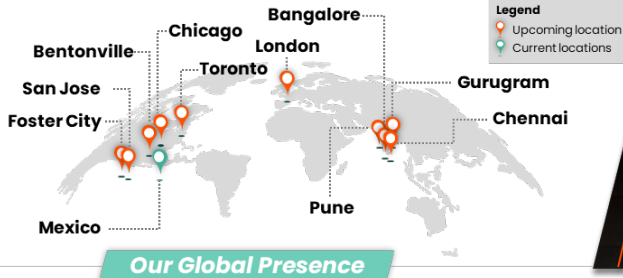 Legend
Upcoming location
Current locations
Bangalore
Chicago
London
Bentonville
Toronto
San Jose
Gurugram
Foster City
Chennai
Pune
Mexico
Our Global Presence